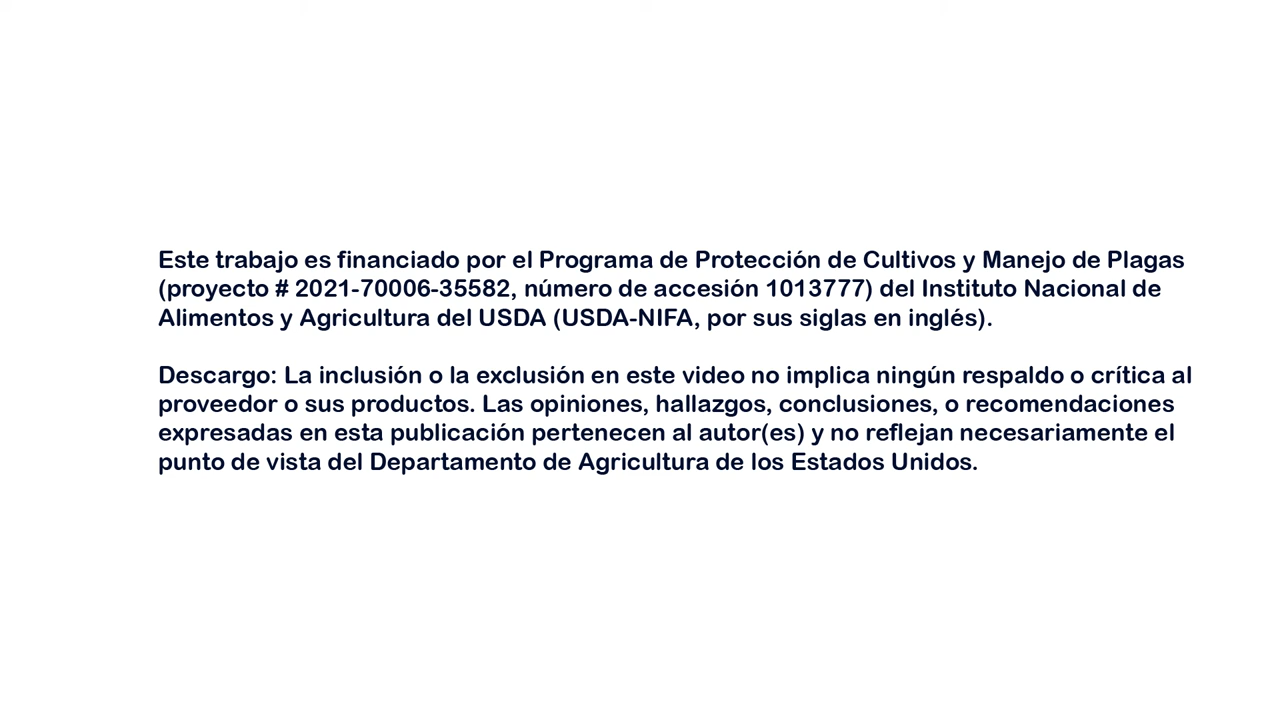 Este trabajo es financiado por el Programa de Protección de Cultivos y Manejo de Plagas
(proyecto # 2021-70006-35582, número de accesión 1013777) del Instituto Nacional de
Alimentos y Agricultura del USDA (USDA-NIFA, por sus siglas en inglés).
Descargo: La inclusión o la exclusión en este video no implica ningún respaldo o crítica al
proveedor o sus productos. Las opiniones, hallazgos, conclusiones, o recomendaciones
expresadas en esta publicación pertenecen al autor(es) y no reflejan necesariamente el
punto de vista del Departamento de Agricultura de los Estados Unidos.